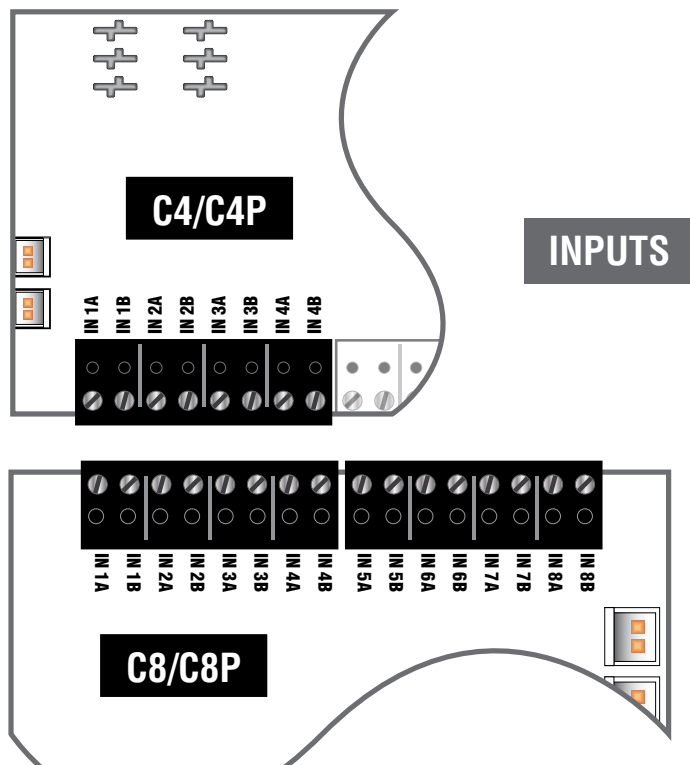 C4/C4P
INPUTS
IN 1A
IN 1B
IN 2A
IN 2B
IN 3A
IN 3B
IN 4A
IN 4B
IN 1A
IN 1B
IN 2A
IN 2B
IN 3A
IN 3B
IN 4A
IN 4B
IN 5A
IN 5B
IN 6A
IN 6B
IN 7A
IN 7B
IN 8A
IN 8B
C8/C8P